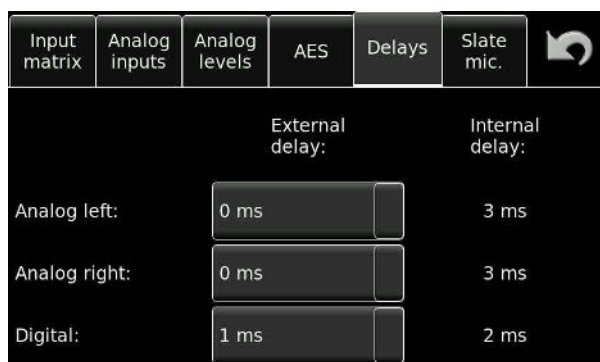 Input matrix
Analog inputs
Analog levels
AES
Delays
Slate mic.
External delay:
Internal delay:
Analog left:
0 ms
3 ms
Analog right:
0 ms
3 ms
Digital:
1 ms
2 ms